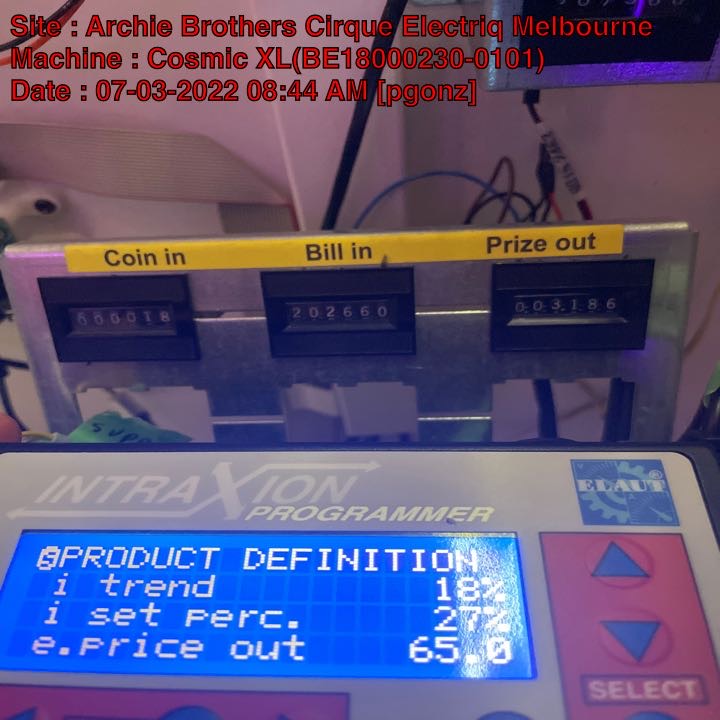 Site : Archie Brothers Cirque Electriq Melbourne
Machine : Cosmic XL(BE18000230-0101)
Date : 07-03-2022 08:44 AM [pgonz]
Coin in Bill in Prize out
000018 202660 003186
INTRAXION
PROGRAMMER
ELAUT®
PRODUCT DEFINITION
i trend 18%
i set perc. 27%
e.price out 65.0
SELECT